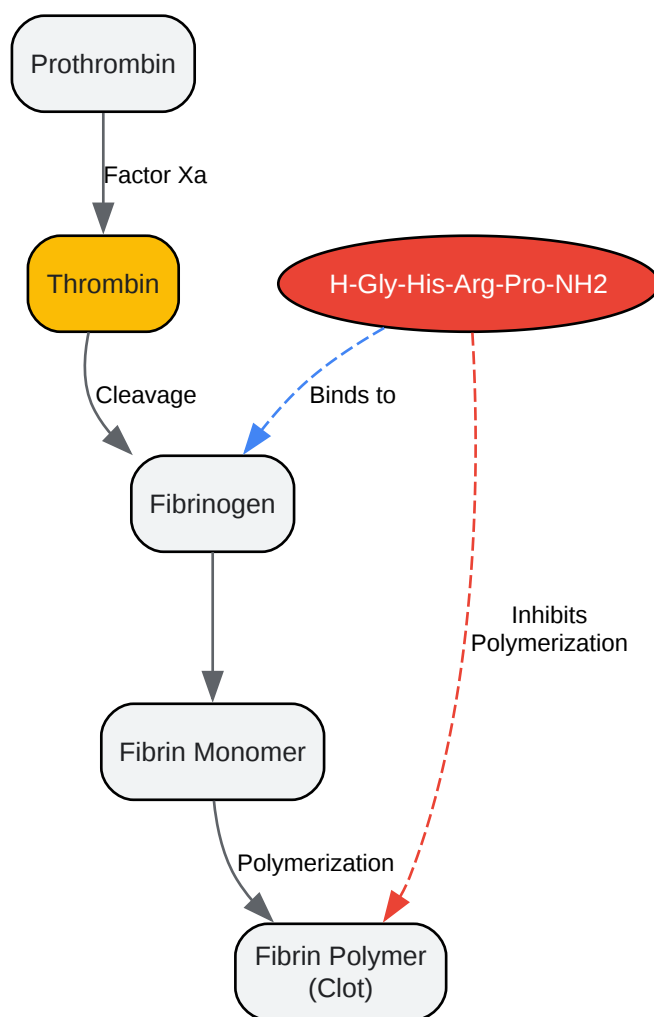 Prothrombin
Factor Xa
Thrombin
H-Gly-His-Arg-Pro-NH2
Cleavage
Binds to
Fibrinogen
Inhibits
Polymerization
Fibrin Monomer
Polymerization
Fibrin Polymer
(Clot)